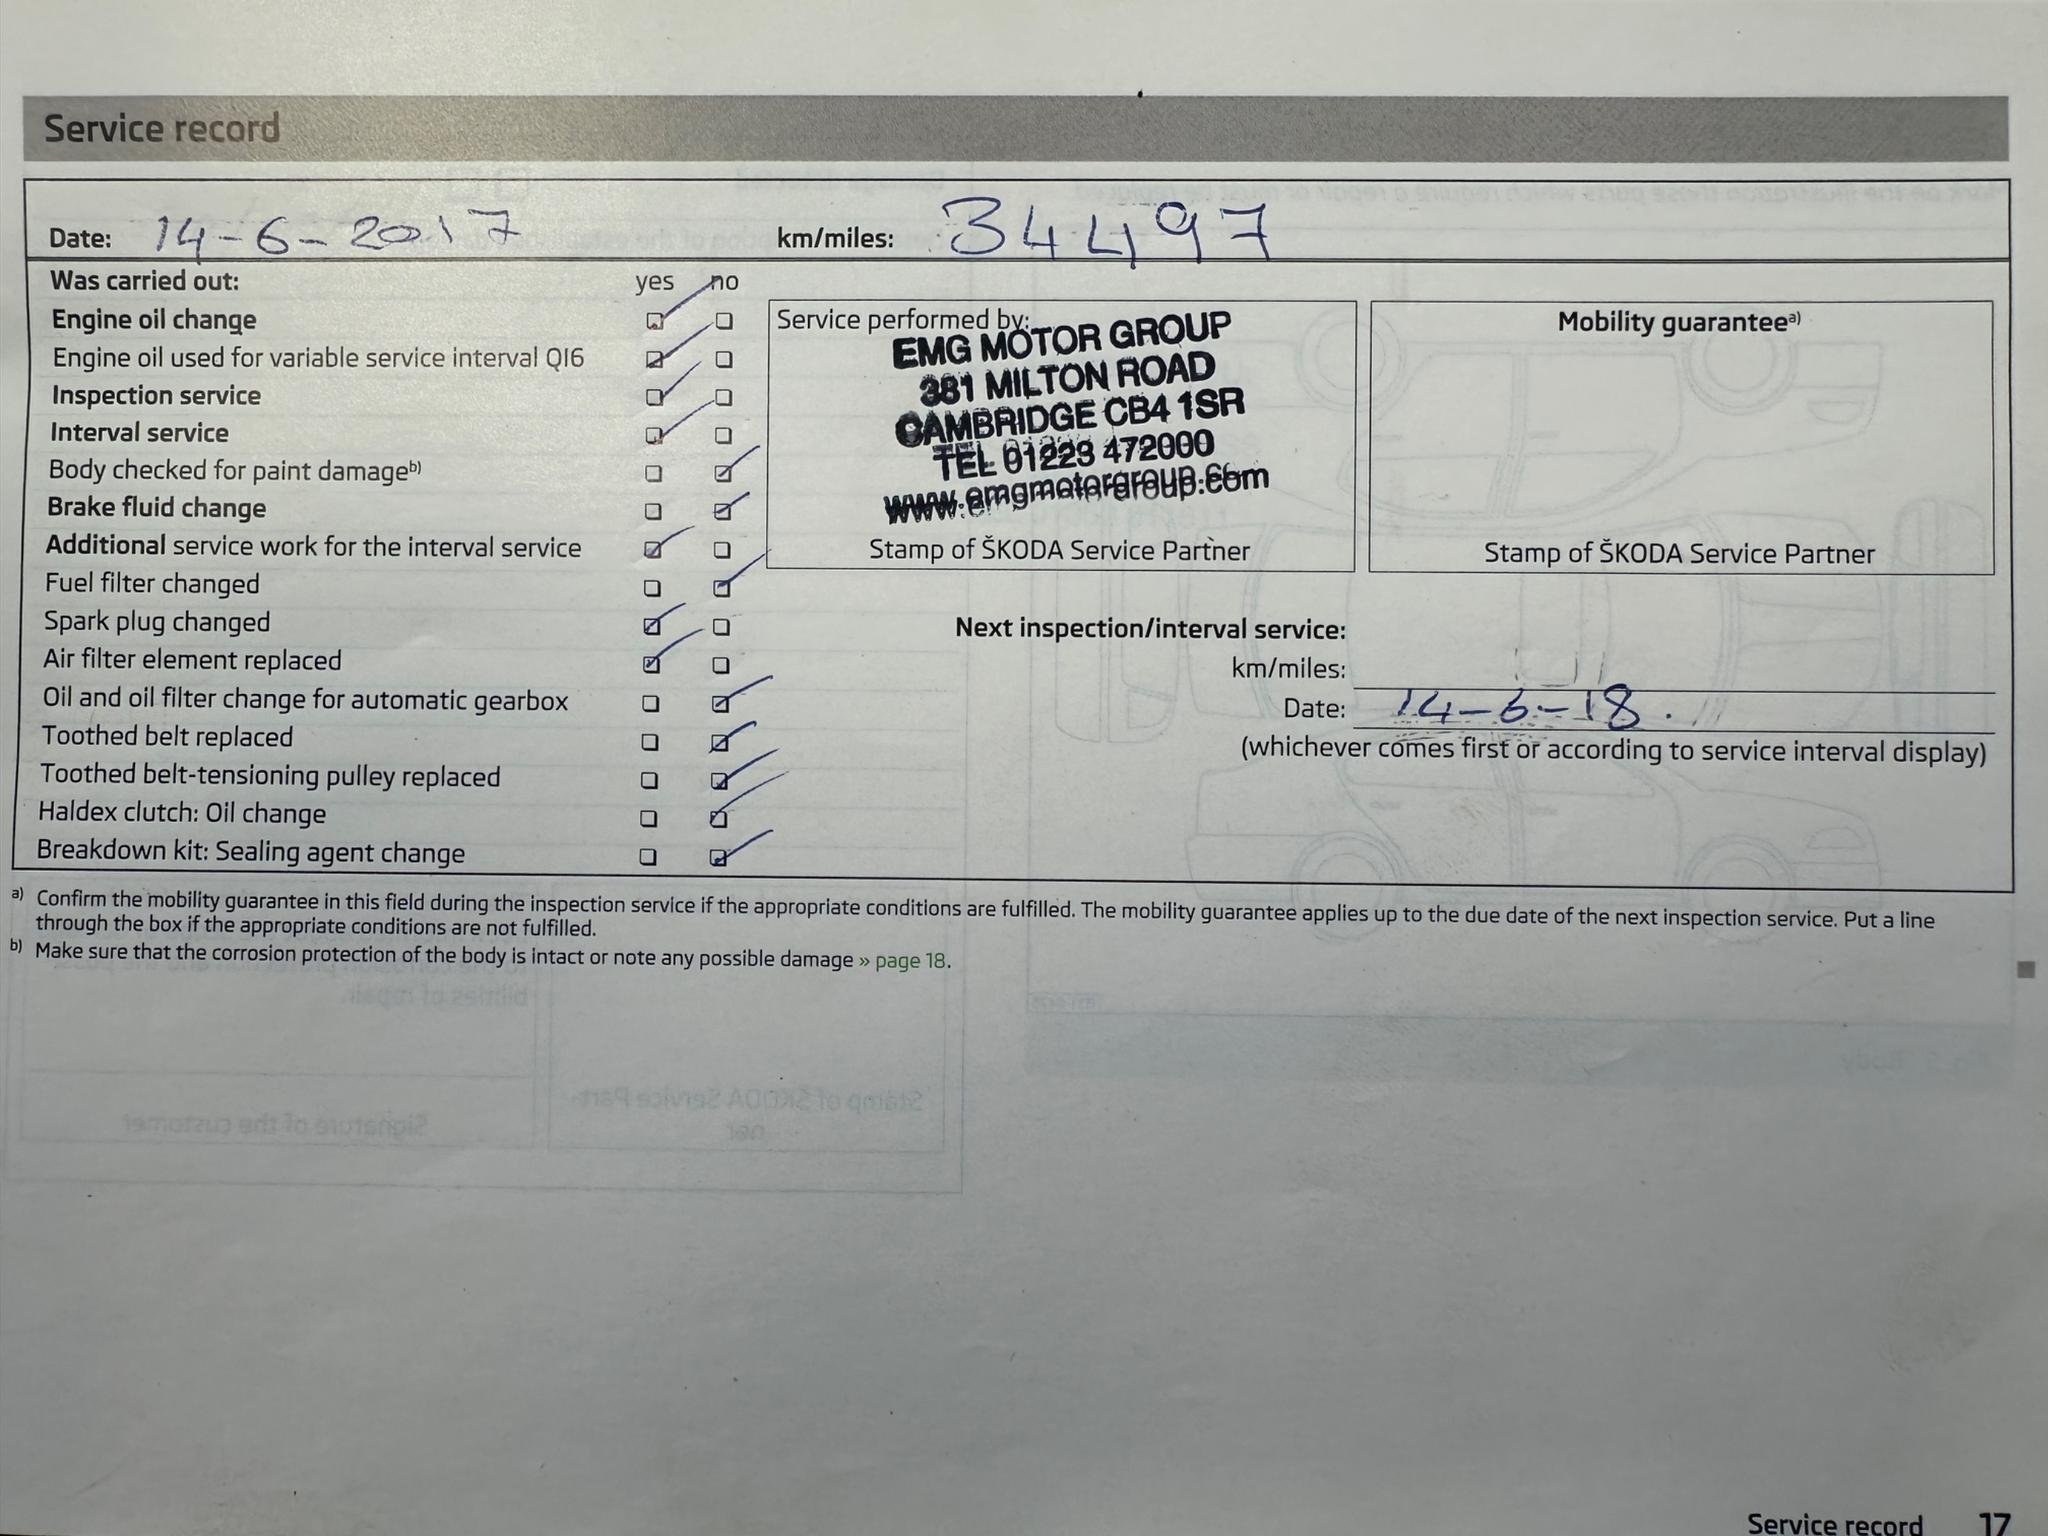 Service record
Date: 14-6-2017 km/miles: 34497
Was carried out: yes no
Engine oil change
Engine oil used for variable service interval QI6
Inspection service
Interval service
Body checked for paint damage b)
Brake fluid change
Additional service work for the interval service
Fuel filter changed
Spark plug changed
Air filter element replaced
Oil and oil filter change for automatic gearbox
Toothed belt replaced
Toothed belt-tensioning pulley replaced
Haldex clutch: Oil change
Breakdown kit: Sealing agent change
Service performed by:
EMG MOTOR GROUP
381 MILTON ROAD
CAMBRIDGE CB4 1SR
TEL 01223 472000
www.emgmotorgroup.com
Stamp of ŠKODA Service Partner
Mobility guarantee a)
Stamp of ŠKODA Service Partner
Next inspection/interval service:
km/miles:
Date: 14-6-18.
(whichever comes first or according to service interval display)
a) Confirm the mobility guarantee in this field during the inspection service if the appropriate conditions are fulfilled. The mobility guarantee applies up to the due date of the next inspection service. Put a line
through the box if the appropriate conditions are not fulfilled.
b) Make sure that the corrosion protection of the body is intact or note any possible damage » page 18.
Service record 17